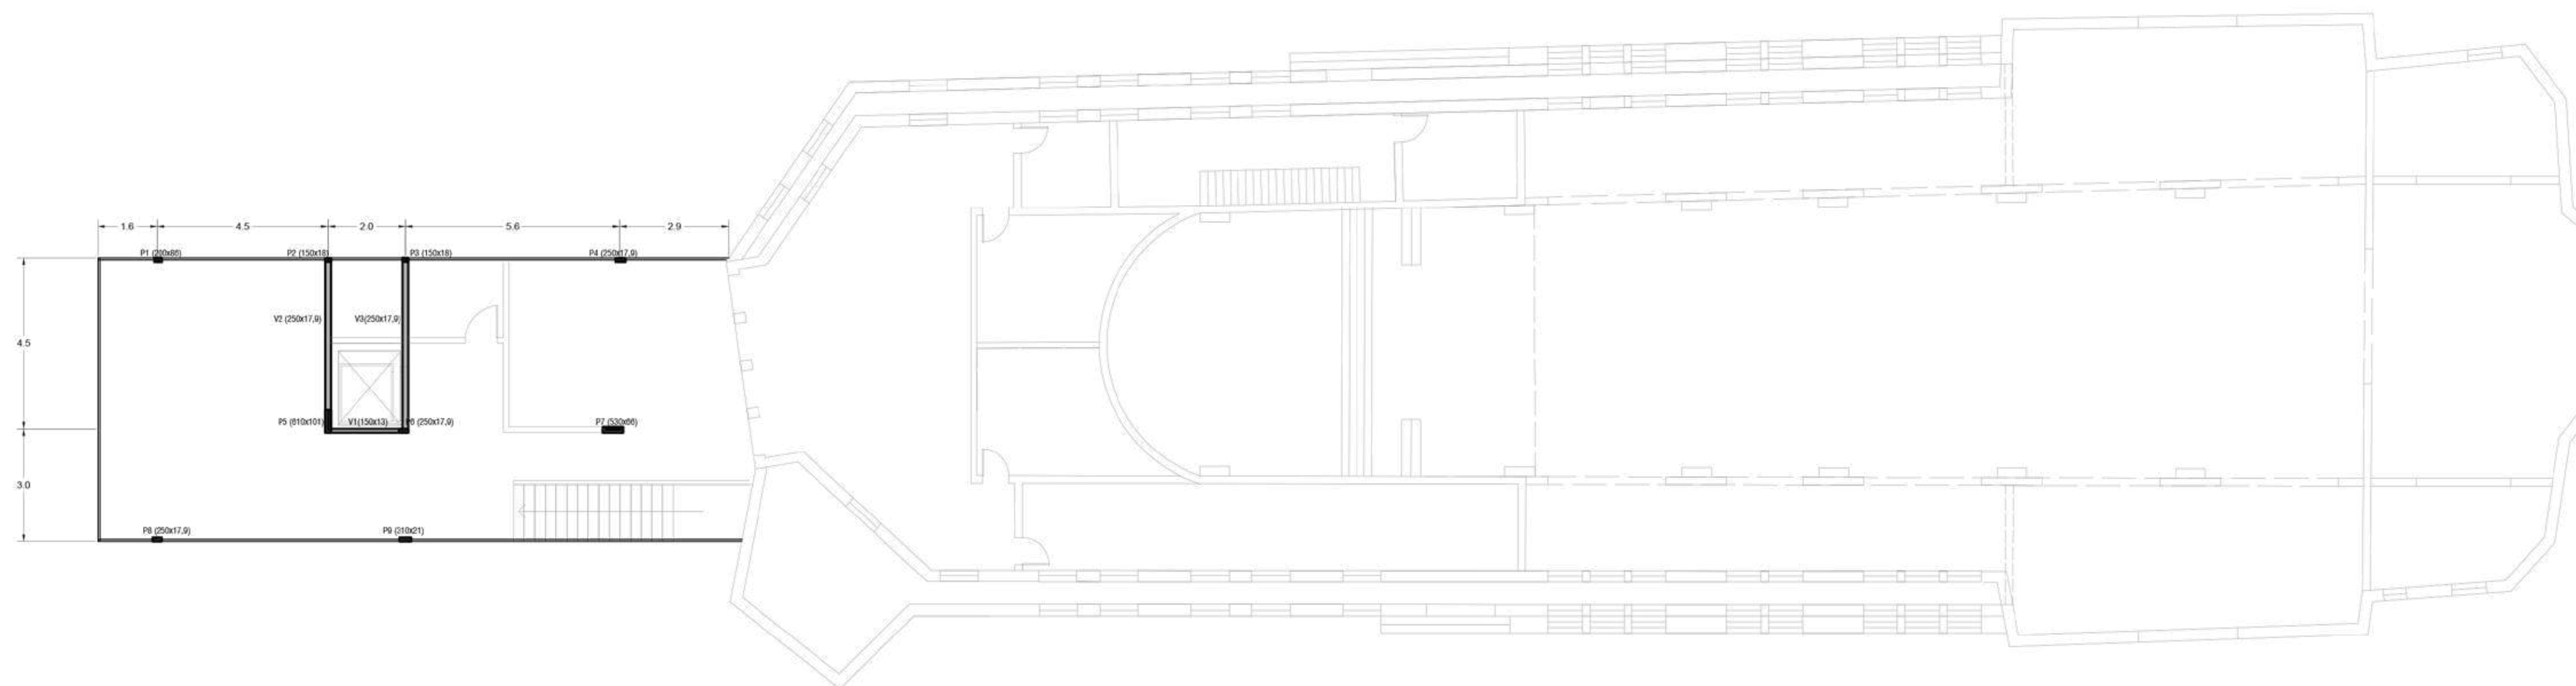 1.6 4.5 2.0 5.6 2.9
P1 (200x86) P2 (150x18) P3 (150x18) P4 (250x17,9)
V2 (250x17,9) V3(250x17,9)
4.5
P5 (610x101) V1(150x13) P6 (250x17,9) P7 (530x66)
3.0
P8 (250x17,9) P9 (310x21)